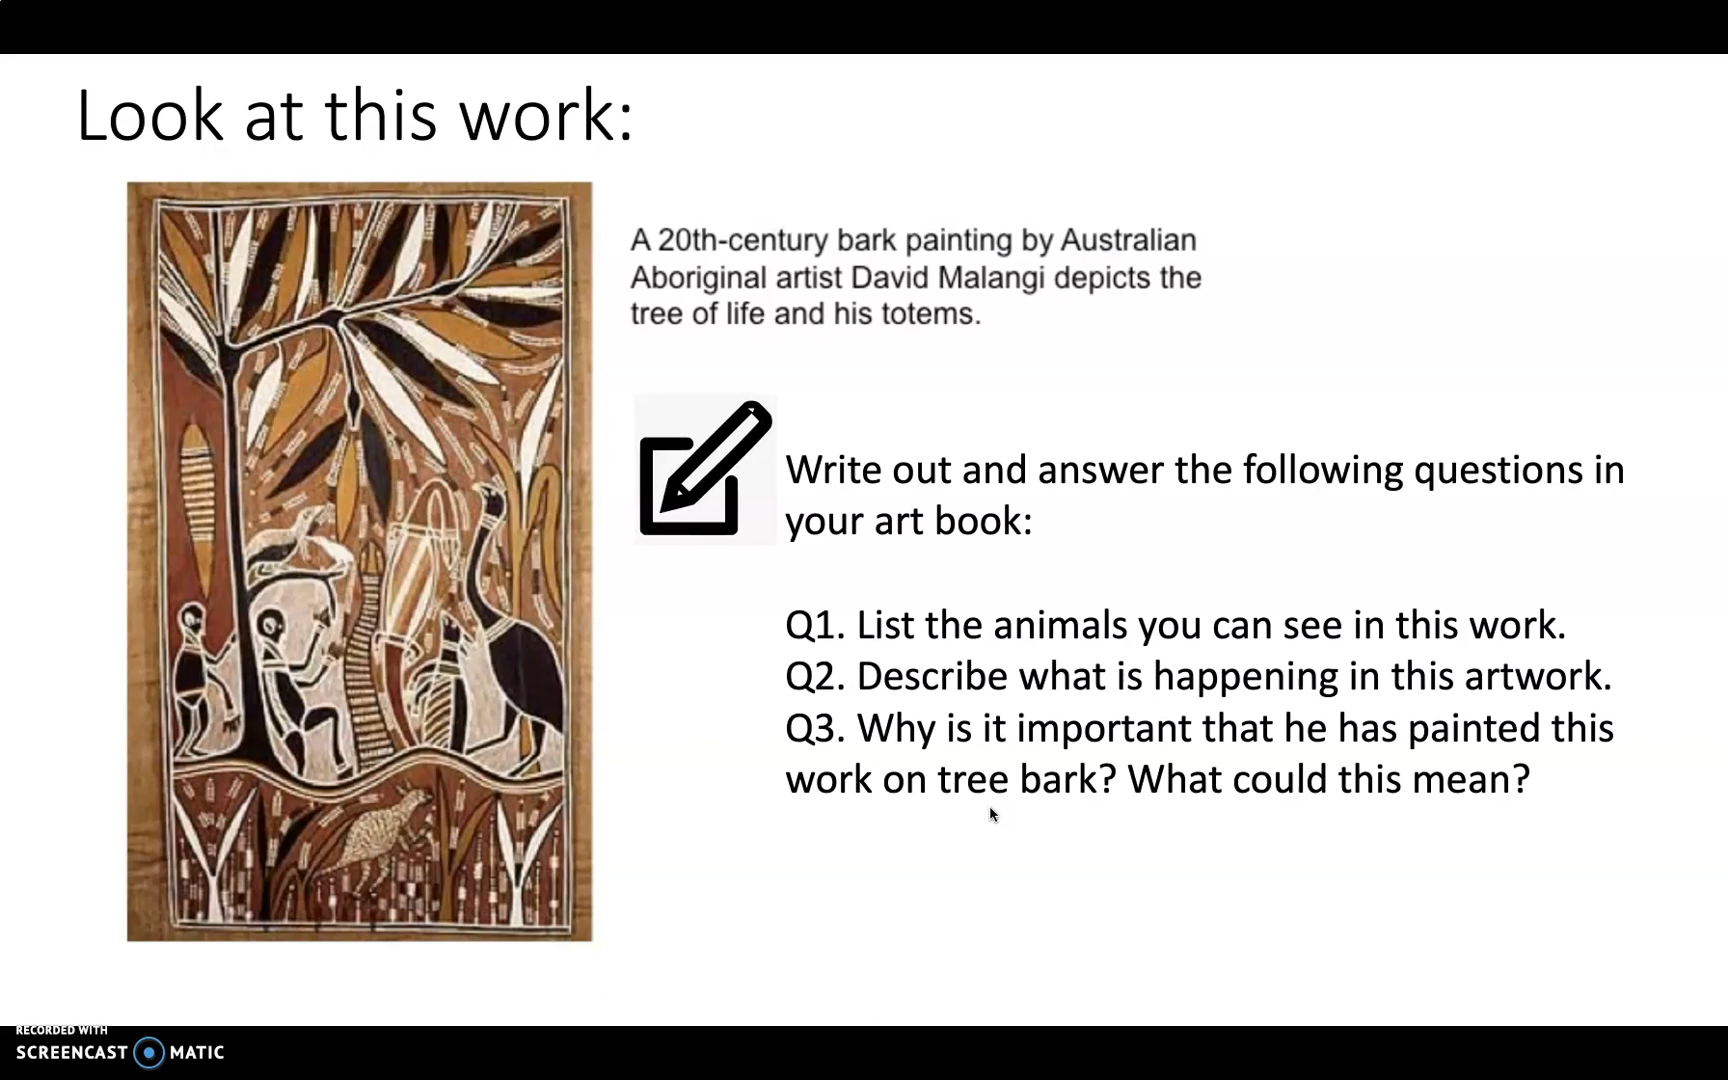 Look at this work:
A 20th-century bark painting by Australian
Aboriginal artist David Malangi depicts the
tree of life and his totems.
Write out and answer the following questions in
your art book:
Q1. List the animals you can see in this work.
Q2. Describe what is happening in this artwork.
Q3. Why is it important that he has painted this
work on tree bark? What could this mean?
RECORDED WITH
SCREENCAST MATIC